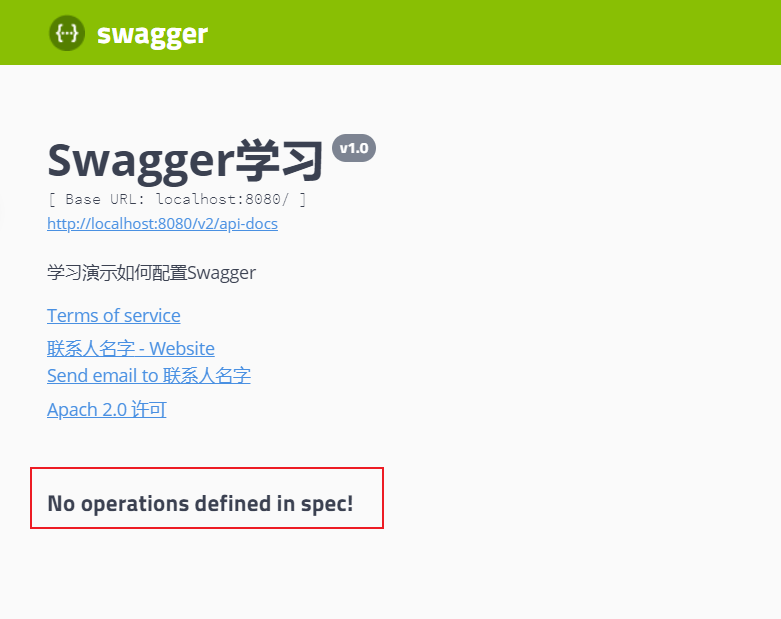 {...} swagger
Swagger学习 v1.0
[ Base URL: localhost:8080/ ]
http://localhost:8080/v2/api-docs
学习演示如何配置Swagger
Terms of service
联系人名字 - Website
Send email to 联系人名字
Apach 2.0 许可
No operations defined in spec!